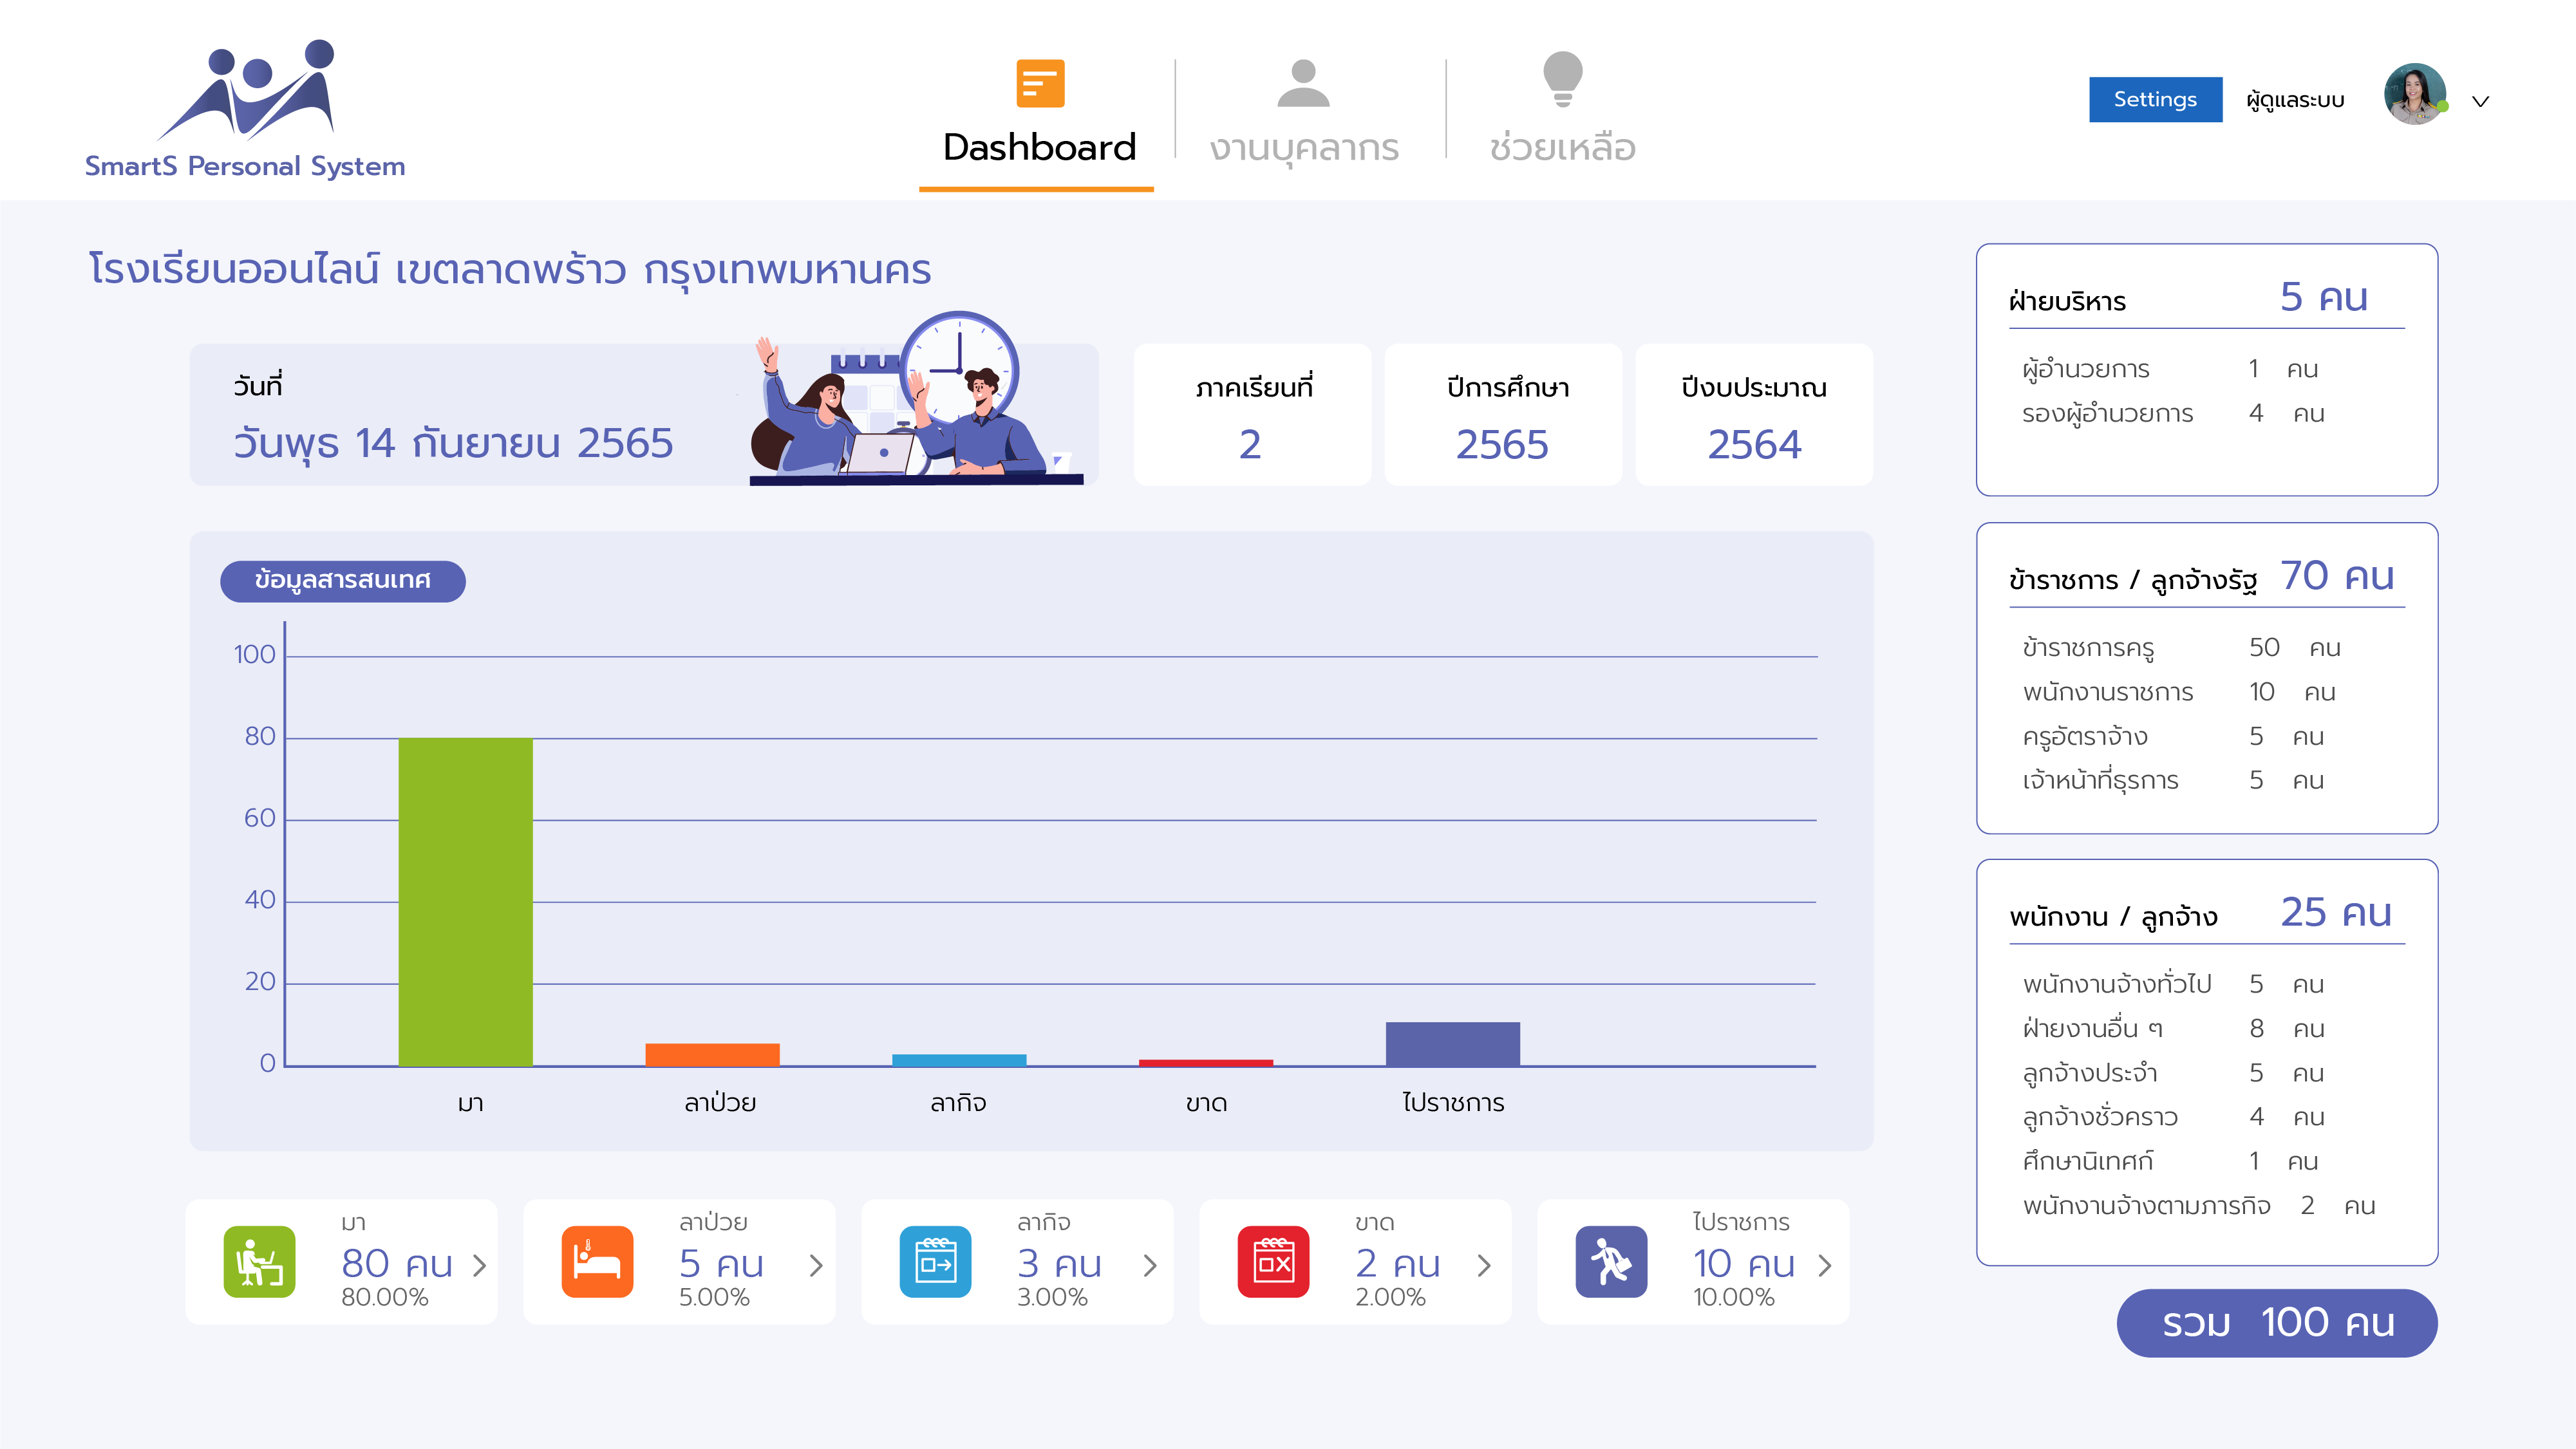 SmartS Personal System
Dashboard
งานบุคลากร
ช่วยเหลือ
Settings
ผู้ดูแลระบบ
โรงเรียนออนไลน์ เขตลาดพร้าว กรุงเทพมหานคร
วันที่
วันพุธ 14 กันยายน 2565
ภาคเรียนที่
2
ปีการศึกษา
2565
ปีงบประมาณ
2564
ข้อมูลสารสนเทศ
100
80
60
40
20
0
มา
ลาป่วย
ลากิจ
ขาด
ไปราชการ
มา
80 คน
80.00%
ลาป่วย
5 คน
5.00%
ลากิจ
3 คน
3.00%
ขาด
2 คน
2.00%
ไปราชการ
10 คน
10.00%
ฝ่ายบริหาร 5 คน
ผู้อำนวยการ 1 คน
รองผู้อำนวยการ 4 คน
ข้าราชการ / ลูกจ้างรัฐ 70 คน
ข้าราชการครู 50 คน
พนักงานราชการ 10 คน
ครูอัตราจ้าง 5 คน
เจ้าหน้าที่ธุรการ 5 คน
พนักงาน / ลูกจ้าง 25 คน
พนักงานจ้างทั่วไป 5 คน
ฝ่ายงานอื่น ๆ 8 คน
ลูกจ้างประจำ 5 คน
ลูกจ้างชั่วคราว 4 คน
ศึกษานิเทศก์ 1 คน
พนักงานจ้างตามภารกิจ 2 คน
รวม 100 คน